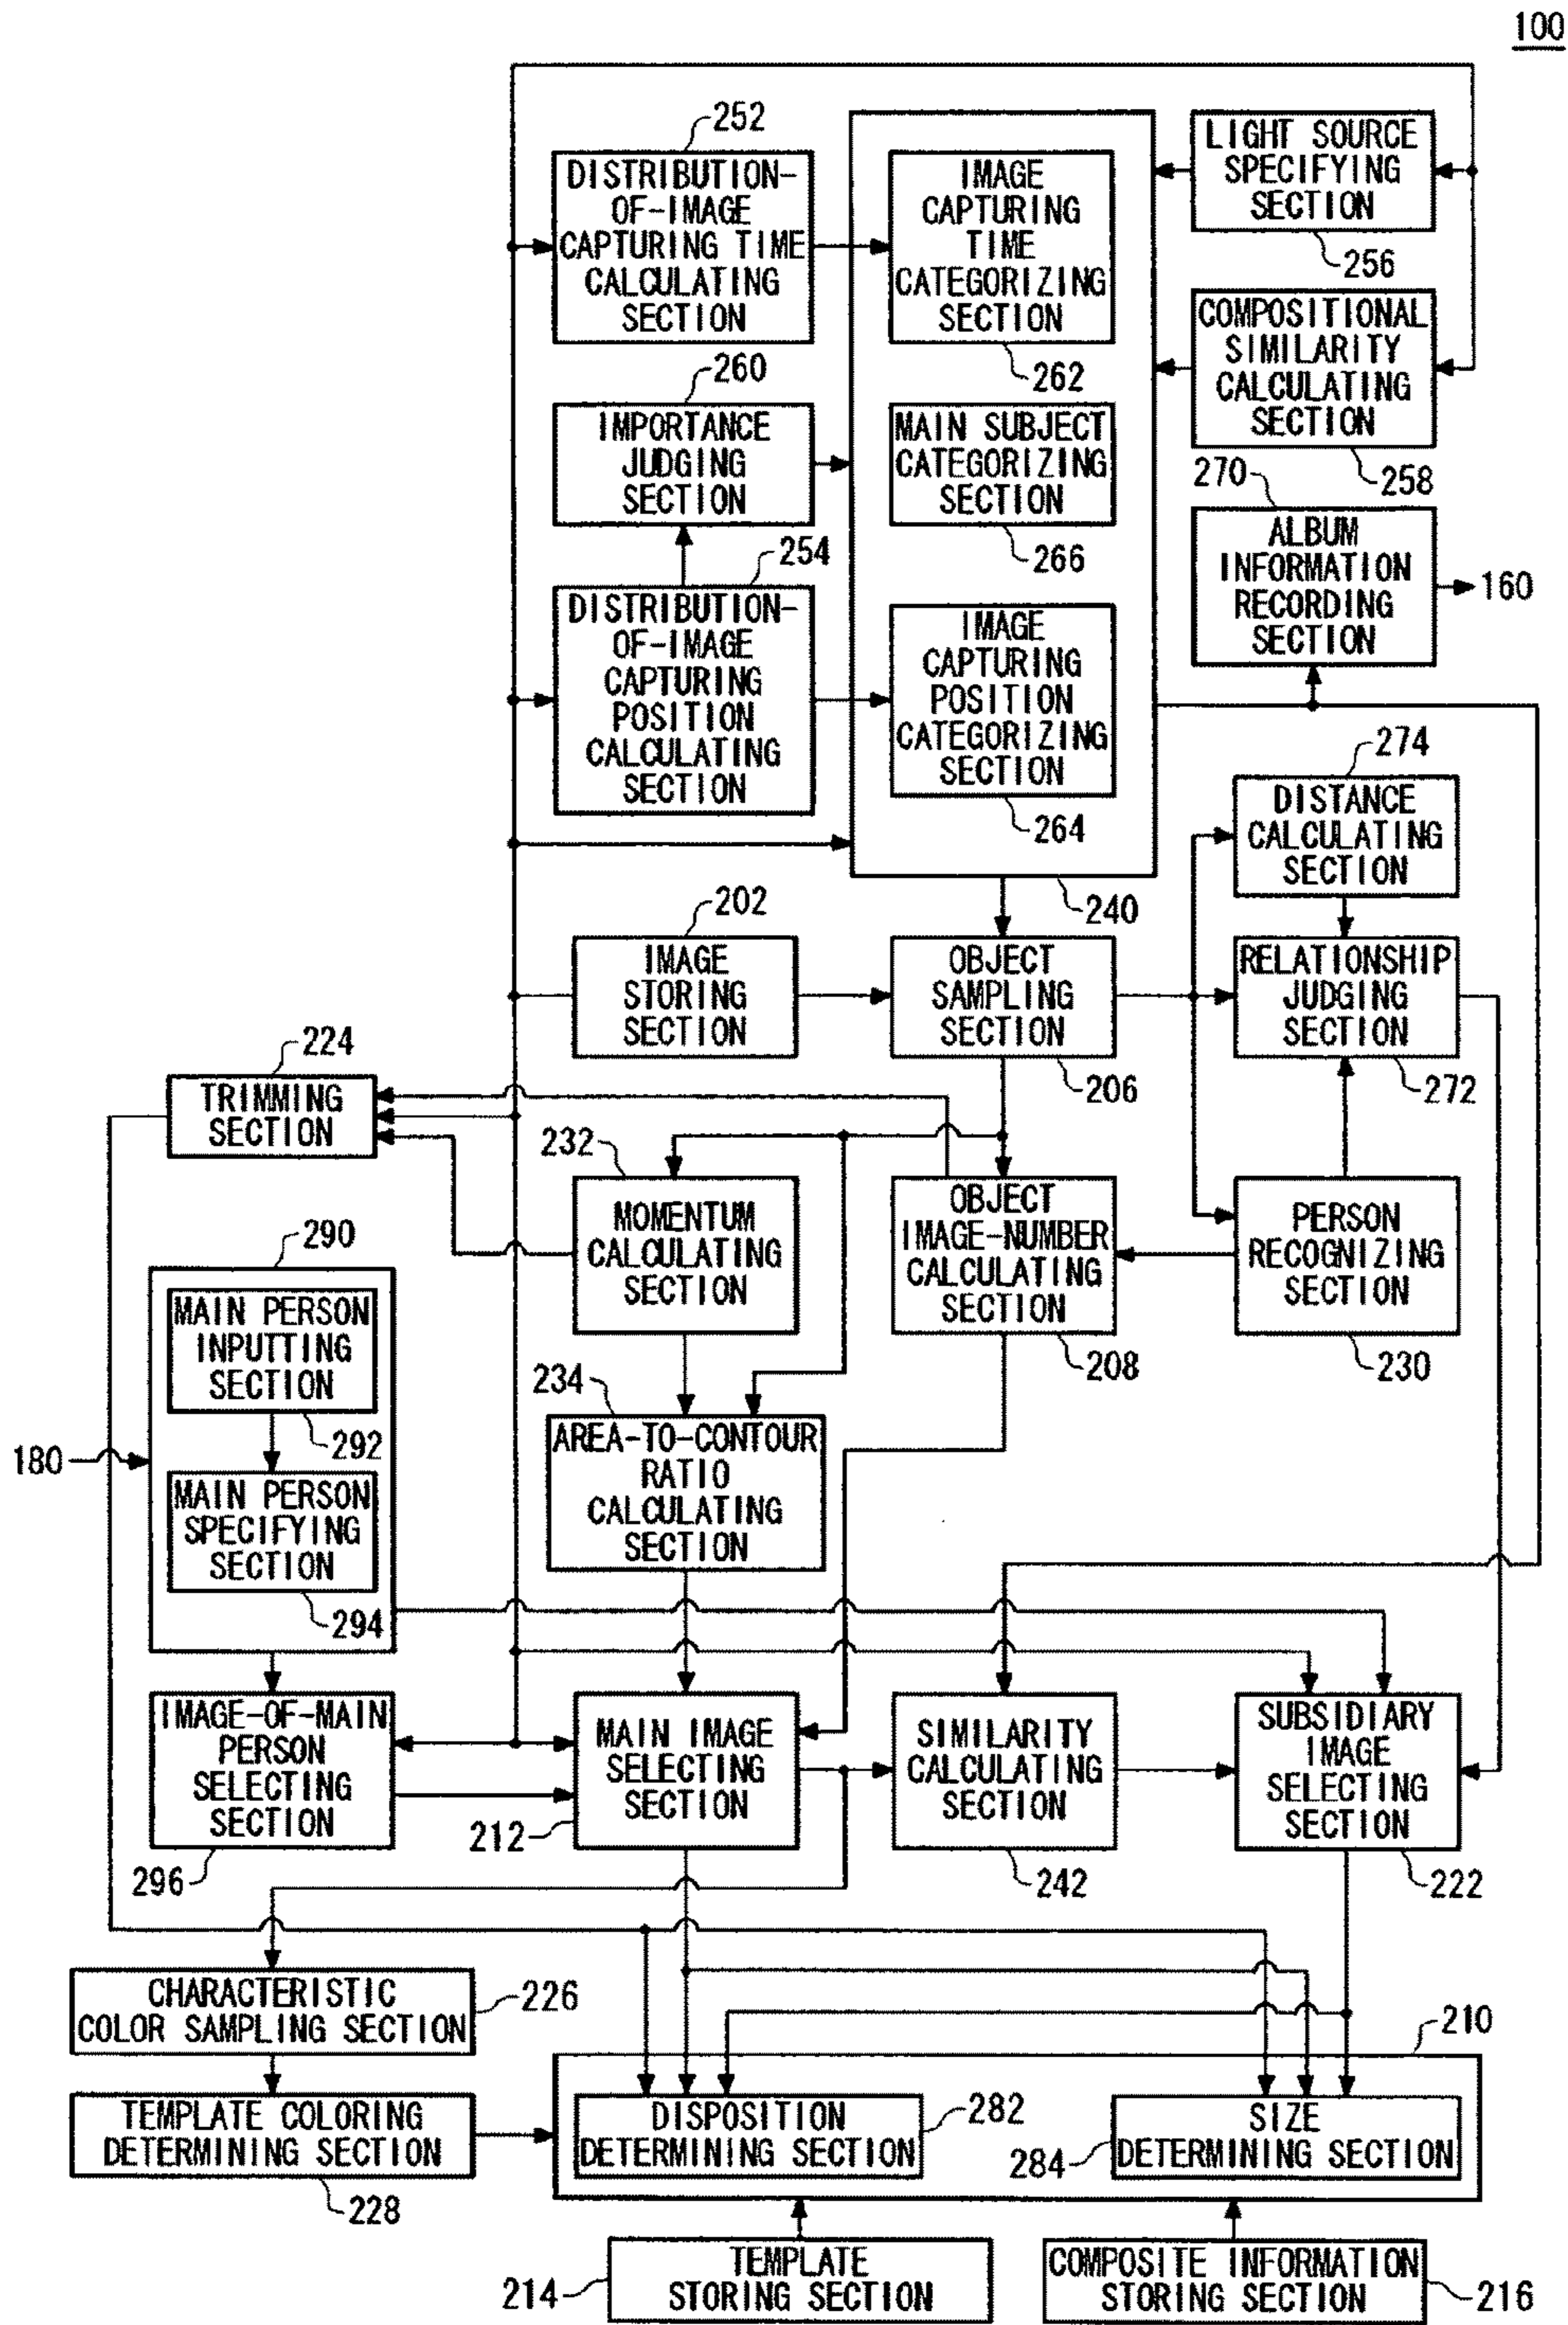 100
252
DISTRIBUTION-
OF-IMAGE
CAPTURING TIME
CALCULATING
SECTION
IMAGE
CAPTURING
TIME
CATEGORIZING
SECTION
262
LIGHT SOURCE
SPECIFYING
SECTION
256
COMPOSITIONAL
SIMILARITY
CALCULATING
SECTION
258
260
IMPORTANCE
JUDGING
SECTION
MAIN SUBJECT
CATEGORIZING
SECTION
266
270
ALBUM
INFORMATION
RECORDING
SECTION
160
254
DISTRIBUTION-
OF-IMAGE
CAPTURING
POSITION
CALCULATING
SECTION
IMAGE
CAPTURING
POSITION
CATEGORIZING
SECTION
264
240
274
DISTANCE
CALCULATING
SECTION
202
IMAGE
STORING
SECTION
OBJECT
SAMPLING
SECTION
206
RELATIONSHIP
JUDGING
SECTION
272
224
TRIMMING
SECTION
232
MOMENTUM
CALCULATING
SECTION
OBJECT
IMAGE-NUMBER
CALCULATING
SECTION
208
PERSON
RECOGNIZING
SECTION
230
290
MAIN PERSON
INPUTTING
SECTION
292
180
MAIN PERSON
SPECIFYING
SECTION
294
234
AREA-TO-CONTOUR
RATIO
CALCULATING
SECTION
IMAGE-OF-MAIN
PERSON
SELECTING
SECTION
296
MAIN IMAGE
SELECTING
SECTION
212
SIMILARITY
CALCULATING
SECTION
242
SUBSIDIARY
IMAGE
SELECTING
SECTION
222
CHARACTERISTIC
COLOR SAMPLING SECTION
226
210
TEMPLATE COLORING
DETERMINING SECTION
228
DISPOSITION
DETERMINING SECTION
282
SIZE
DETERMINING SECTION
284
TEMPLATE
STORING SECTION
214
COMPOSITE INFORMATION
STORING SECTION
216